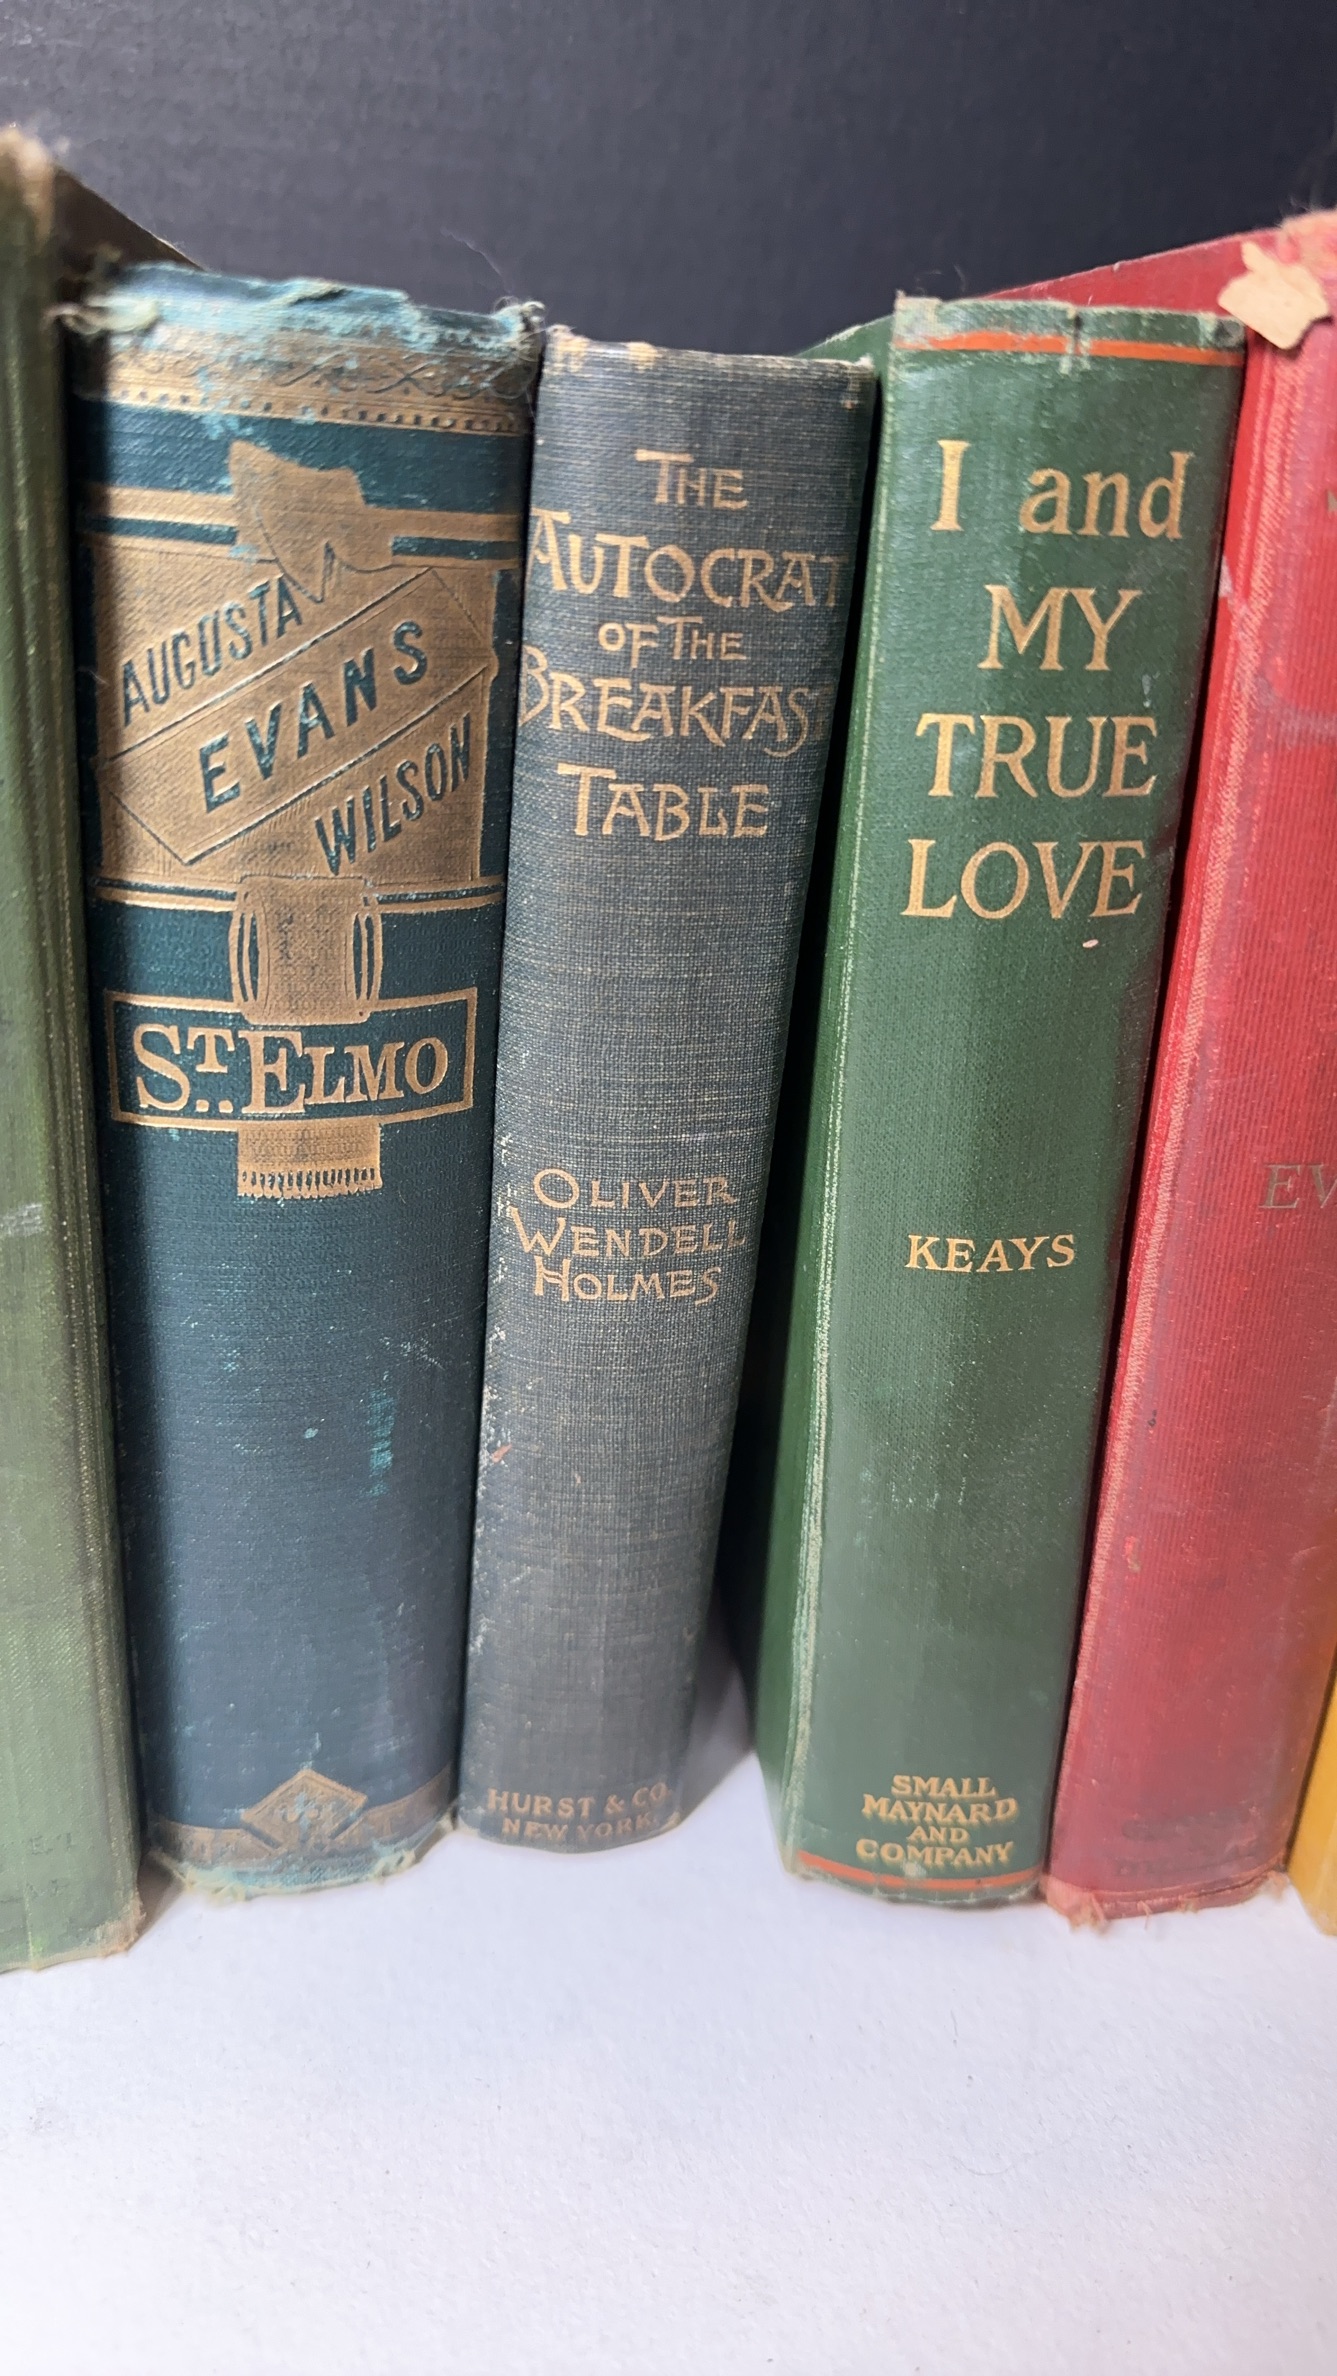 AUGUSTA
EVANS
WILSON
ST. ELMO
THE
AUTOCRAT
OF THE
BREAKFAST
TABLE
OLIVER
WENDELL
HOLMES
HURST & CO.
NEW YORK.
I and
MY
TRUE
LOVE
KEAYS
SMALL
MAYNARD
AND
COMPANY
EV